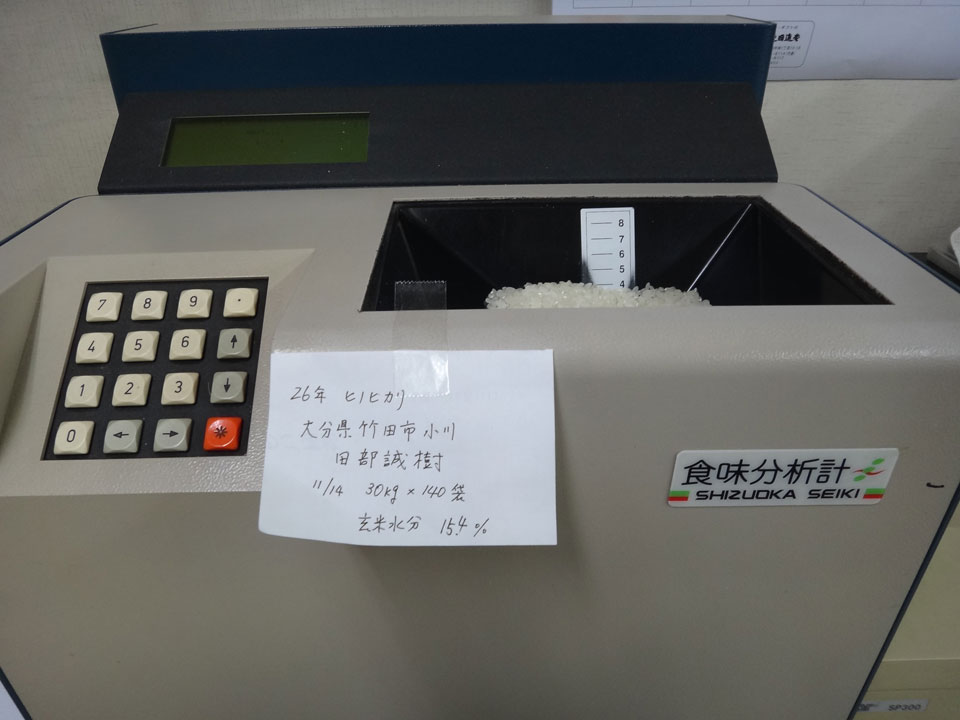 8
7
6
5
4
7 8 9 .
4 5 6 ↑
1 2 3 ↓
0 ← → *
26年 ヒノヒカリ
大分県竹田市小川
田部誠樹
11/14 30kg × 140袋
玄米水分 15.4%
食味分析計
SHIZUOKA SEIKI
SP300